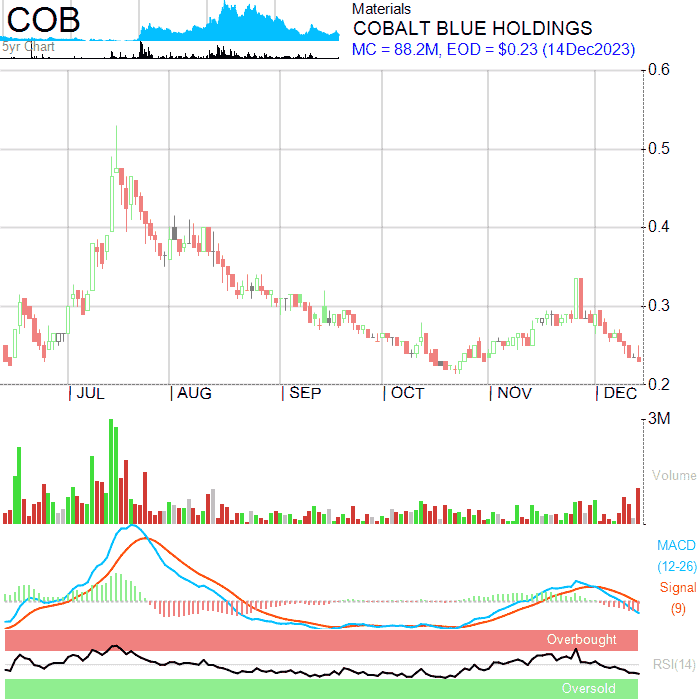 COB
5yr Chart
Materials
COBALT BLUE HOLDINGS
MC = 88.2M, EOD = $0.23 (14Dec2023)
0.6
0.5
0.4
0.3
0.2
JUL AUG SEP OCT NOV DEC
3M
Volume
MACD
(12-26)
Signal
(9)
Overbought
RSI(14)
Oversold